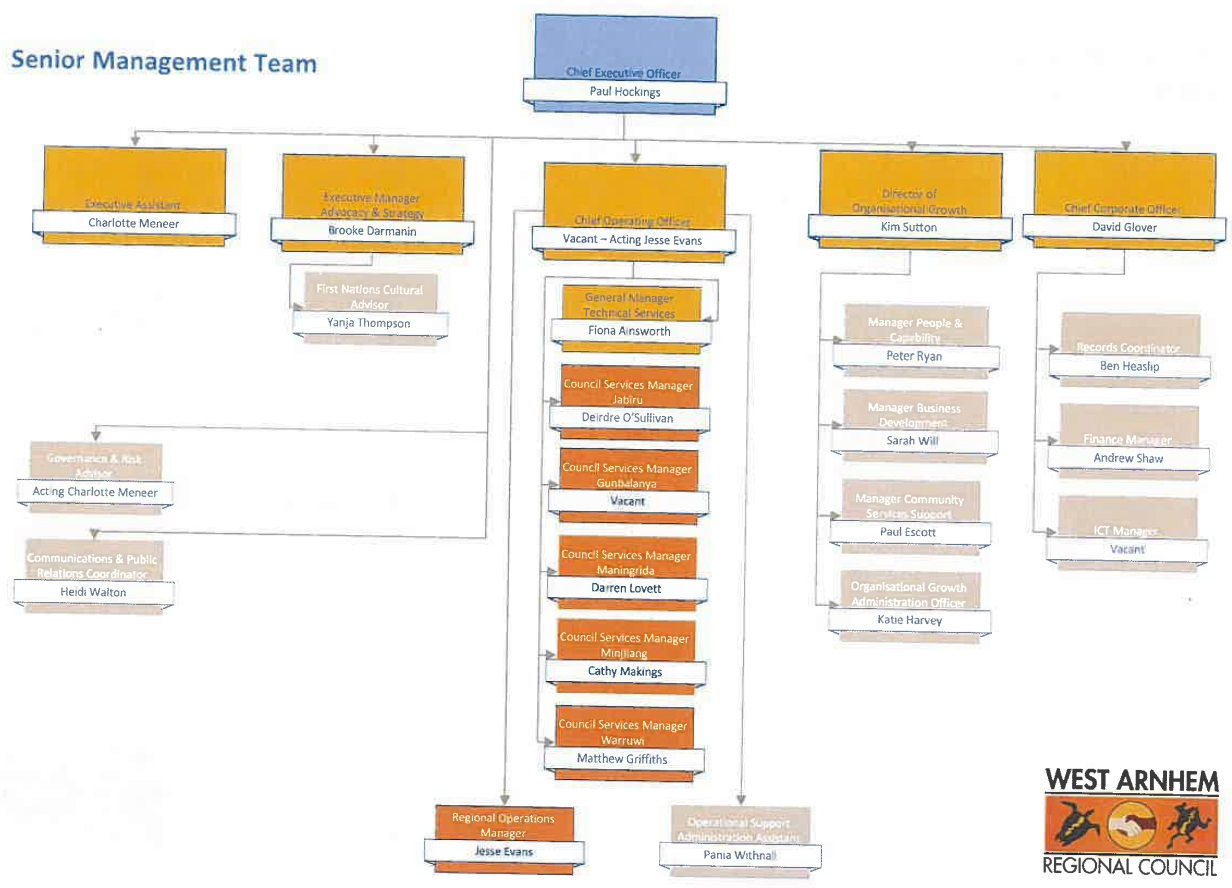 Senior Management Team
Chief Executive Officer
Paul Hockings
Executive Assistant
Charlotte Meneer
Executive Manager
Advocacy & Strategy
Brooke Darmanin
First Nations Cultural
Advisor
Yanja Thompson
Chief Operating Officer
Vacant – Acting Jesse Evans
Director of
Organisational Growth
Kim Sutton
Chief Corporate Officer
David Glover
General Manager
Technical Services
Fiona Ainsworth
Council Services Manager
Jabiru
Deirdre O'Sullivan
Council Services Manager
Gunbalanya
Vacant
Council Services Manager
Maningrida
Darren Lovett
Council Services Manager
Minjilang
Cathy Makings
Council Services Manager
Warruwi
Matthew Griffiths
Manager People &
Capability
Peter Ryan
Manager Business
Development
Sarah Will
Manager Community
Services Support
Paul Escott
Organisational Growth
Administration Officer
Katie Harvey
Records Coordinator
Ben Heaslip
Finance Manager
Andrew Shaw
ICT Manager
Vacant
Governance & Risk
Advisor
Acting Charlotte Meneer
Communications & Public
Relations Coordinator
Heidi Walton
Regional Operations
Manager
Jesse Evans
Operational Support
Administration Assistant
Pania Withnall
WEST ARNHEM
REGIONAL COUNCIL